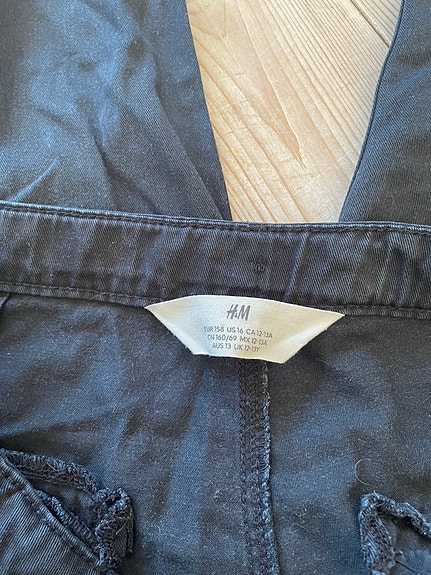 H&M
EUR 158 US 16 CA 12-13A
CN 160/69 MX 12-13A
AUS 13 UK 12-13Y